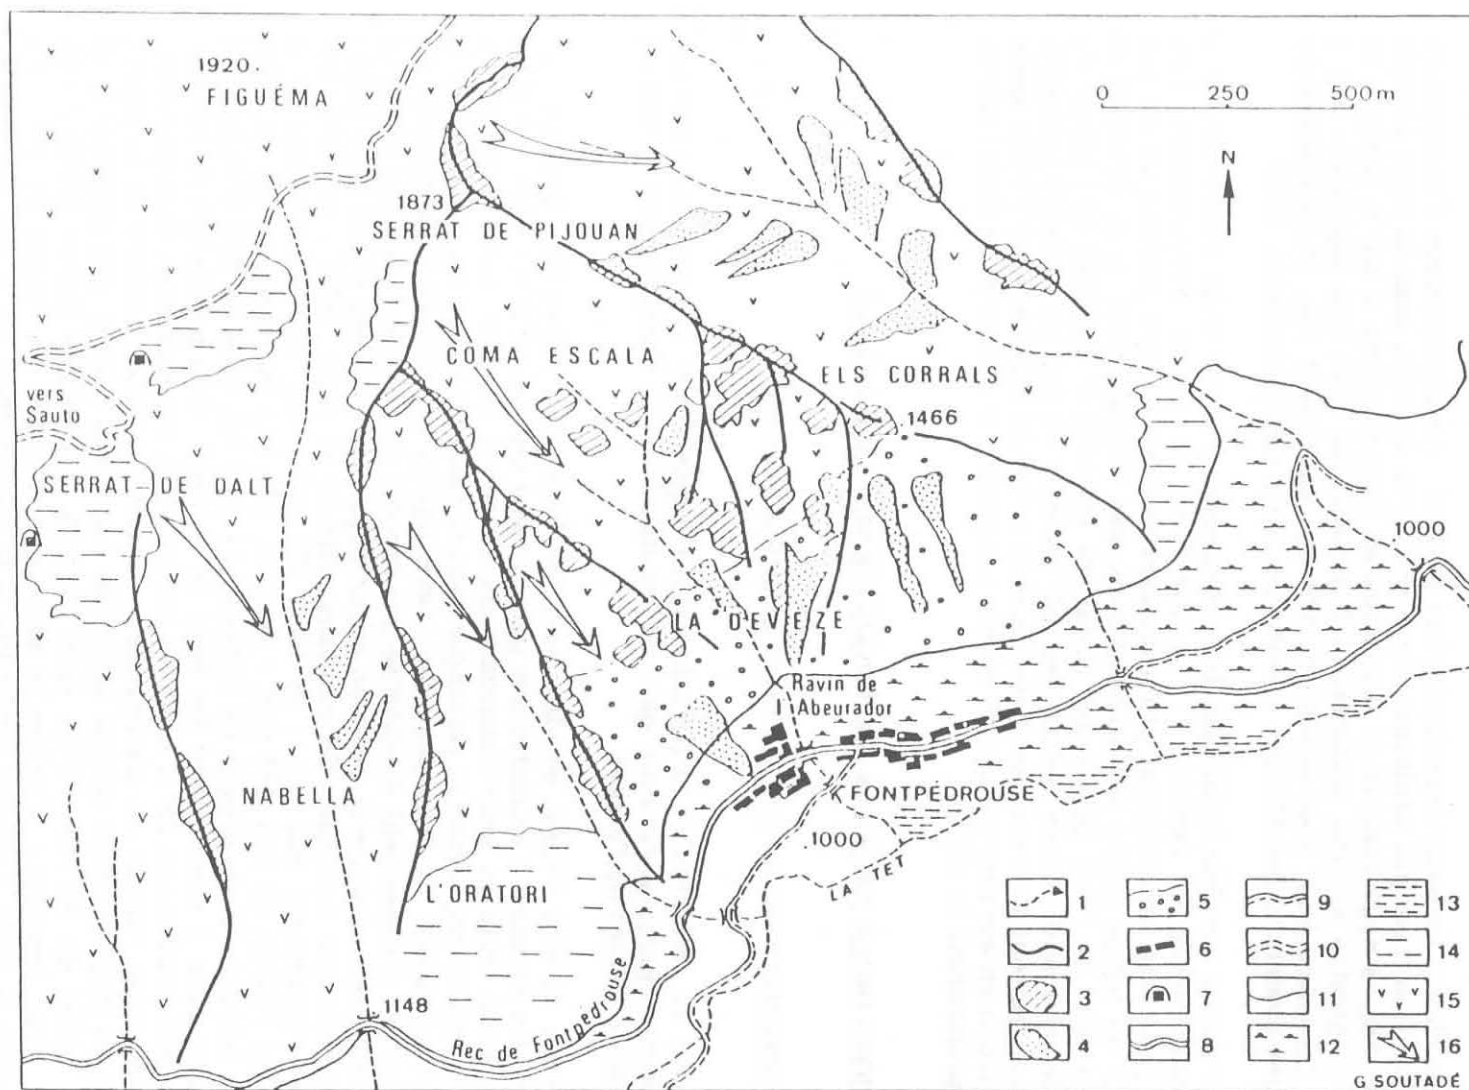 1920.
FIGUÉMA
0 250 500m
N
1873
SERRAT DE PIJOUAN
COMA ESCALA
ELS CORRALS
1466
vers
Sauto
SERRAT DE DALT
.1000
LA DEVEZE
Ravin de
l'Abeurador
NABELLA
FONTPÉDROUSE
.1000
LA TET
L'ORATORI
Rec de Fontpédrouse
1148
1 5 9 13
2 6 10 14
3 7 11 15
4 8 12 16
G SOUTADÉ